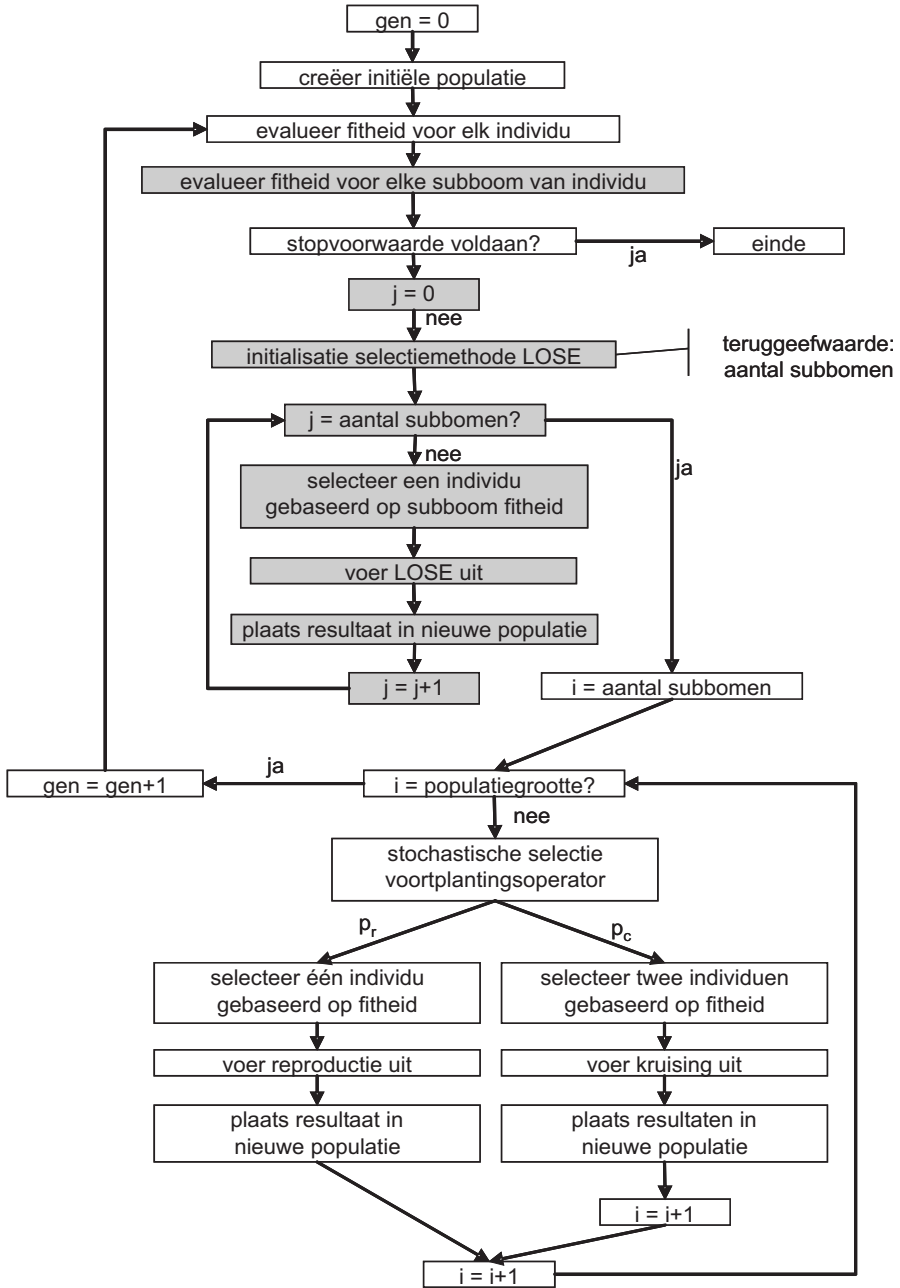 gen = 0
creëer initiële populatie
evalueer fitheid voor elk individu
evalueer fitheid voor elke subboom van individu
stopvoorwaarde voldaan?
ja
einde
j = 0
nee
initialisatie selectiemethode LOSE
teruggeefwaarde:
aantal subbomen
j = aantal subbomen?
nee
ja
selecteer een individu
gebaseerd op subboom fitheid
voer LOSE uit
plaats resultaat in nieuwe populatie
j = j+1
i = aantal subbomen
gen = gen+1
ja
i = populatiegrootte?
nee
stochastische selectie
voortplantingsoperator
pr
pc
selecteer één individu
gebaseerd op fitheid
selecteer twee individuen
gebaseerd op fitheid
voer reproductie uit
voer kruising uit
plaats resultaat in
nieuwe populatie
plaats resultaten in
nieuwe populatie
i = i+1
i = i+1